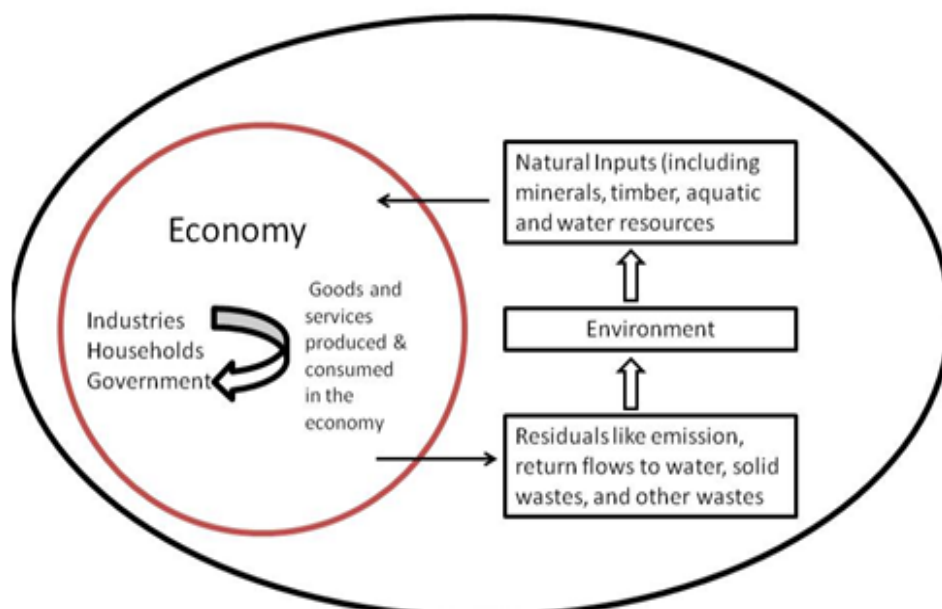 Economy
Industries
Households
Government
Goods and
services
produced &
consumed
in the
economy
Natural Inputs (including
minerals, timber, aquatic
and water resources
Environment
Residuals like emission,
return flows to water, solid
wastes, and other wastes